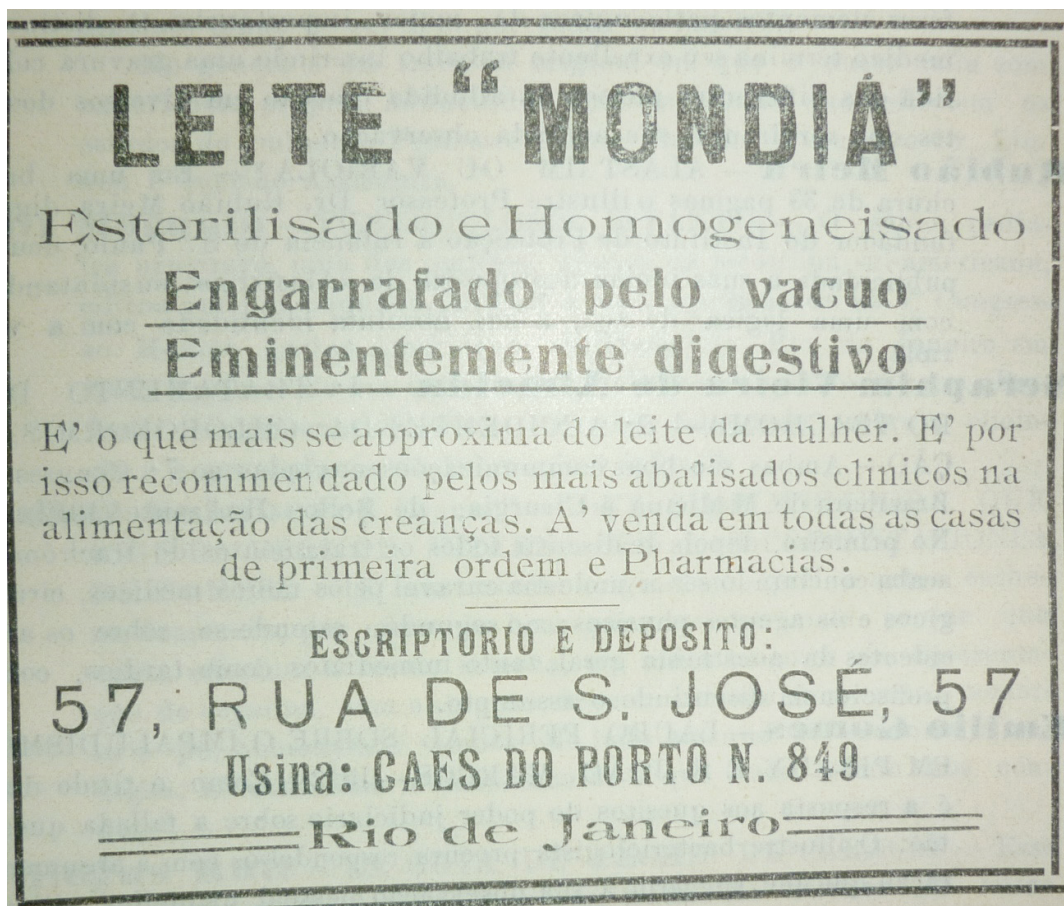 LEITE “MONDIÁ”
Esterilisado e Homogeneisado
Engarrafado pelo vacuo
Eminentemente digestivo
E’ o que mais se approxima do leite da mulher. E’ por
isso recommendado pelos mais abalisados clinicos na
alimentação das creanças. A’ venda em todas as casas
de primeira ordem e Pharmacias.
ESCRIPTORIO E DEPOSITO:
57, RUA DE S. JOSÉ, 57
Usina: CAES DO PORTO N. 849
Rio de Janeiro